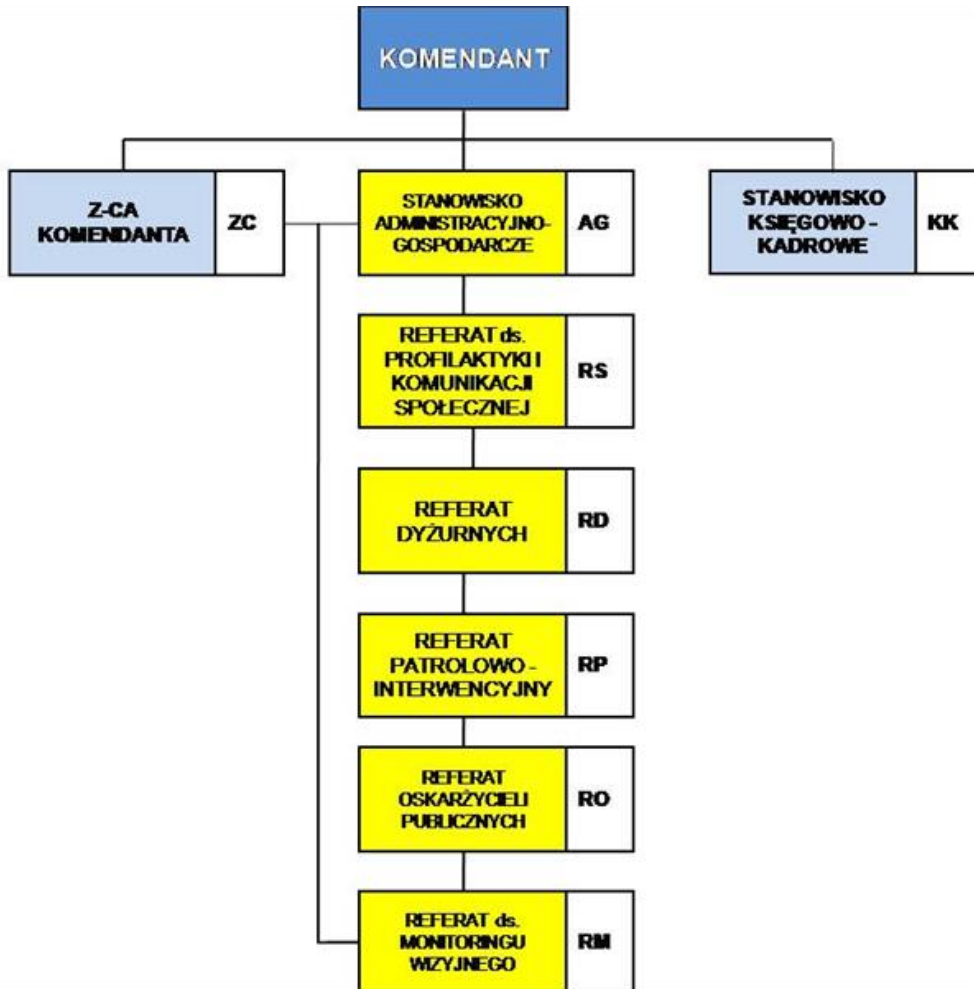 KOMENDANT
Z-CA
KOMENDANTA
ZC
STANOWISKO
ADMINISTRACYJNO-
GOSPODARCZE
AG
STANOWISKO
KSIĘGOWO -
KADROWE
KK
REFERAT ds.
PROFILAKTYKI I
KOMUNIKACJI
SPOŁECZNEJ
RS
REFERAT
DYŻURNYCH
RD
REFERAT
PATROLOWO -
INTERWENCYJNY
RP
REFERAT
OSKARŻYCIELI
PUBLICZNYCH
RO
REFERAT ds.
MONITORINGU
WIZYJNEGO
RM